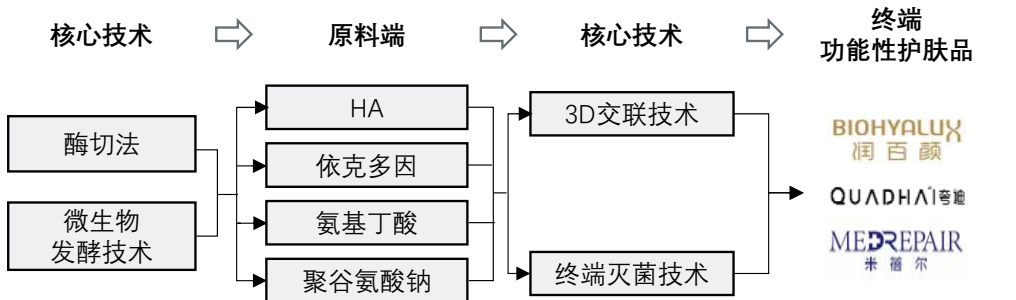 核心技术
原料端
核心技术
终端
功能性护肤品
酶切法
微生物
发酵技术
HA
依克多因
氨基丁酸
聚谷氨酸钠
3D交联技术
终端灭菌技术
BIOHYALUX
润百颜
QUADHA 夸迪
MEDREPAIR
米蓓尔